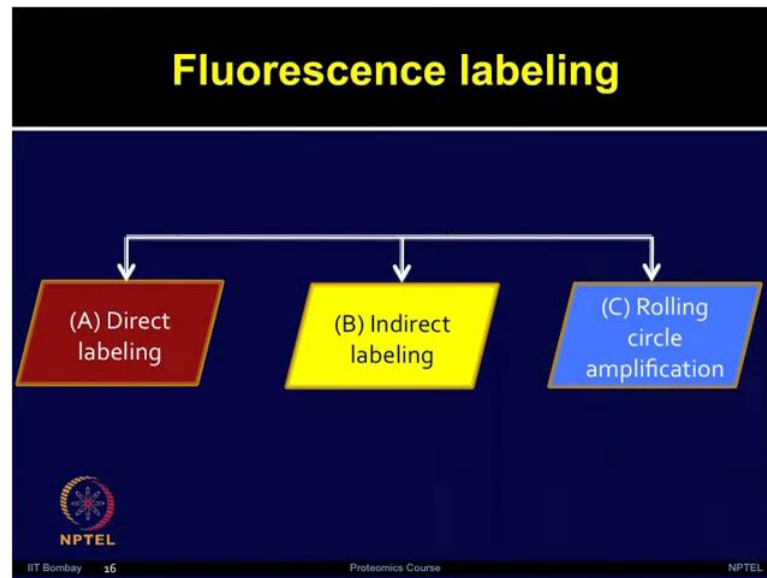 Fluorescence labeling
(A) Direct
labeling
(B) Indirect
labeling
(C) Rolling
circle
amplification
NPTEL
IIT Bombay 16 Proteomics Course NPTEL